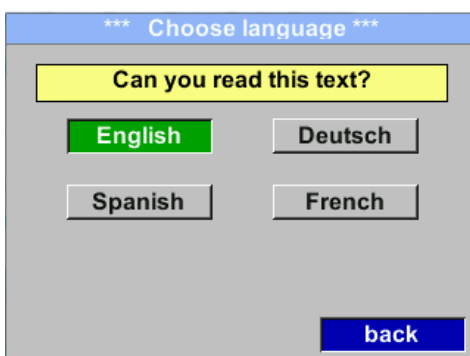 *** Choose language ***
Can you read this text?
English Deutsch
Spanish French
back